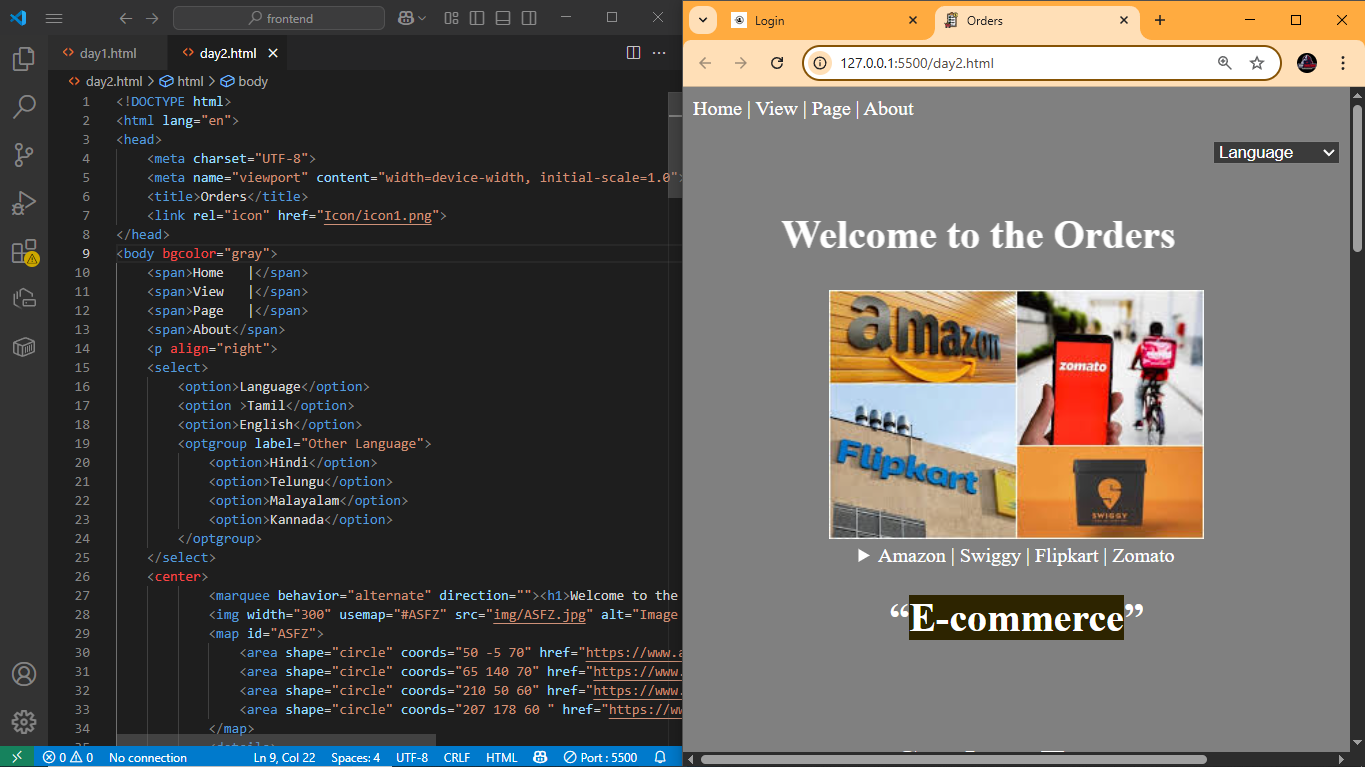 frontend
day1.html
day2.html
day2.html > html > body
1 <!DOCTYPE html>
2 <html lang="en">
3 <head>
4 <meta charset="UTF-8">
5 <meta name="viewport" content="width=device-width, initial-scale=1.0">
6 <title>Orders</title>
7 <link rel="icon" href="Icon/icon1.png">
8 </head>
9 <body bgcolor="gray">
10 <span>Home |</span>
11 <span>View |</span>
12 <span>Page |</span>
13 <span>About</span>
14 <p align="right">
15 <select>
16 <option>Language</option>
17 <option >Tamil</option>
18 <option>English</option>
19 <optgroup label="Other Language">
20 <option>Hindi</option>
21 <option>Telungu</option>
22 <option>Malayalam</option>
23 <option>Kannada</option>
24 </optgroup>
25 </select>
26 <center>
27 <marquee behavior="alternate" direction=""><h1>Welcome to the
28 <img width="300" usemap="#ASFZ" src="img/ASFZ.jpg" alt="Image
29 <map id="ASFZ">
30 <area shape="circle" coords="50 -5 70" href="https://www.a
31 <area shape="circle" coords="65 140 70" href="https://www.
32 <area shape="circle" coords="210 50 60" href="https://www.
33 <area shape="circle" coords="207 178 60 " href="https://ww
34 </map>
0 0 No connection Ln 9, Col 22 Spaces: 4 UTF-8 CRLF HTML Port : 5500
Login
Orders
127.0.0.1:5500/day2.html
Home | View | Page | About
Language
Welcome to the Orders
amazon
zomato
Flipkart
SWIGGY
▶ Amazon | Swiggy | Flipkart | Zomato
“E-commerce”